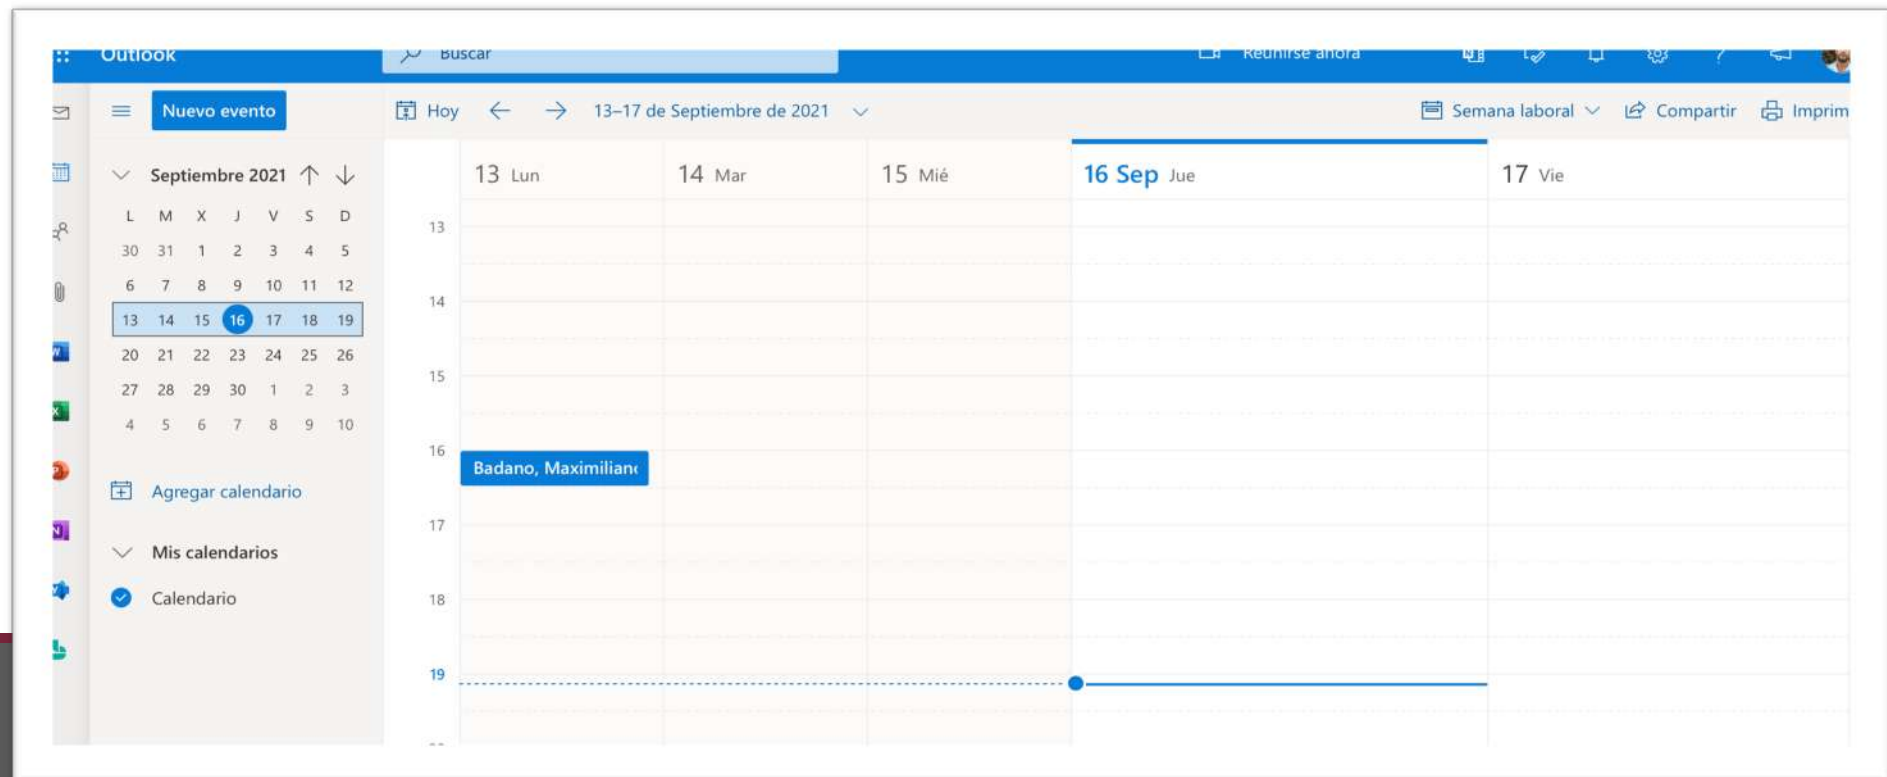 Outlook
Buscar
Reunirse ahora
Nuevo evento
Hoy
13–17 de Septiembre de 2021
Semana laboral
Compartir
Imprim
Septiembre 2021
L M X J V S D
30 31 1 2 3 4 5
6 7 8 9 10 11 12
13 14 15 16 17 18 19
20 21 22 23 24 25 26
27 28 29 30 1 2 3
4 5 6 7 8 9 10
Agregar calendario
Mis calendarios
Calendario
13 Lun
14 Mar
15 Mié
16 Sep Jue
17 Vie
13
14
15
16
Badano, Maximilian
17
18
19